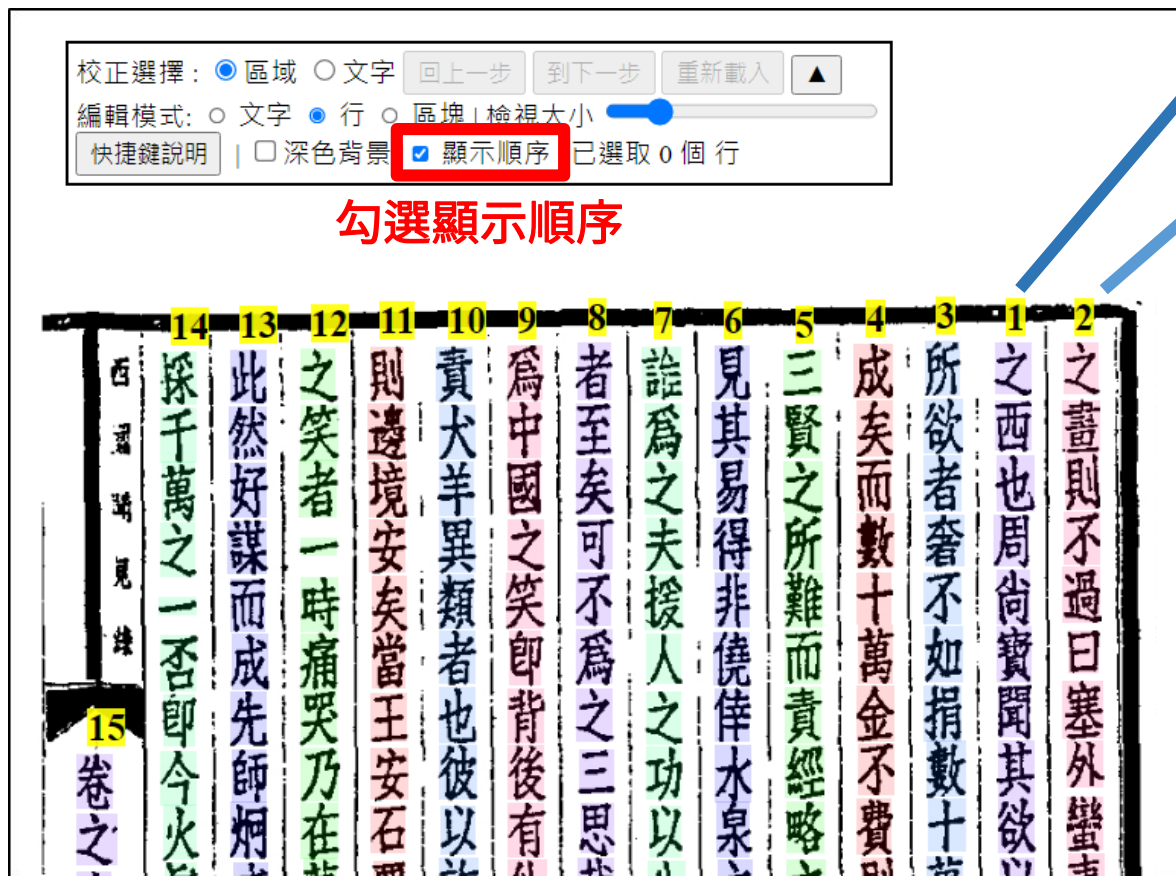 校正選擇 : 區域 文字 回上一步 到下一步 重新載入 ▲
編輯模式: 文字 行 區塊 | 檢視大小
快捷鍵說明 | 深色背景 顯示順序 已選取 0 個 行
勾選顯示順序
14 13 12 11 10 9 8 7 6 5 4 3 1 2
之畫則不過曰塞外蠻
之西也周尚寶聞其欲以
所欲者奢不如捐數十萬
成矣而數十萬金不費則
三賢之所難而責經略
見其易得非僥倖水泉
詆爲之夫援人之功以
者至矣可不爲之三思
爲中國之笑卽背後有
責犬羊異類者也彼以
則邊境安矣當王安石
之笑者一時痛哭乃在
此然好謀而成先師炯
採千萬之一否卽今火
西 聞見錄
15
卷之